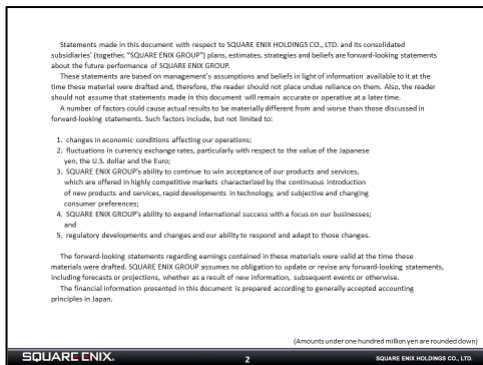 Statements made in this document with respect to SQUARE ENIX HOLDINGS CO., LTD. and its consolidated
subsidiaries' (together, "SQUARE ENIX GROUP") plans, estimates, strategies and beliefs are forward-looking statements
about the future performance of SQUARE ENIX GROUP.
These statements are based on management's assumptions and beliefs in light of information available to it at the
time these material were drafted and, therefore, the reader should not place undue reliance on them. Also, the reader
should not assume that statements made in this document will remain accurate or operative at a later time.
A number of factors could cause actual results to be materially different from and worse than those discussed in
forward-looking statements. Such factors include, but not limited to:
1. changes in economic conditions affecting our operations;
2. fluctuations in currency exchange rates, particularly with respect to the value of the Japanese
yen, the U.S. dollar and the Euro;
3. SQUARE ENIX GROUP's ability to continue to win acceptance of our products and services,
which are offered in highly competitive markets characterized by the continuous introduction
of new products and services, rapid developments in technology, and subjective and changing
consumer preferences;
4. SQUARE ENIX GROUP's ability to expand international success with a focus on our businesses;
and
5. regulatory developments and changes and our ability to respond and adapt to those changes.
The forward-looking statements regarding earnings contained in these materials were valid at the time these
materials were drafted. SQUARE ENIX GROUP assumes no obligation to update or revise any forward-looking statements,
including forecasts or projections, whether as a result of new information, subsequent events or otherwise.
The financial information presented in this document is prepared according to generally accepted accounting
principles in Japan.
(Amounts under one hundred million yen are rounded down)
SQUARE ENIX.
2
SQUARE ENIX HOLDINGS CO., LTD.